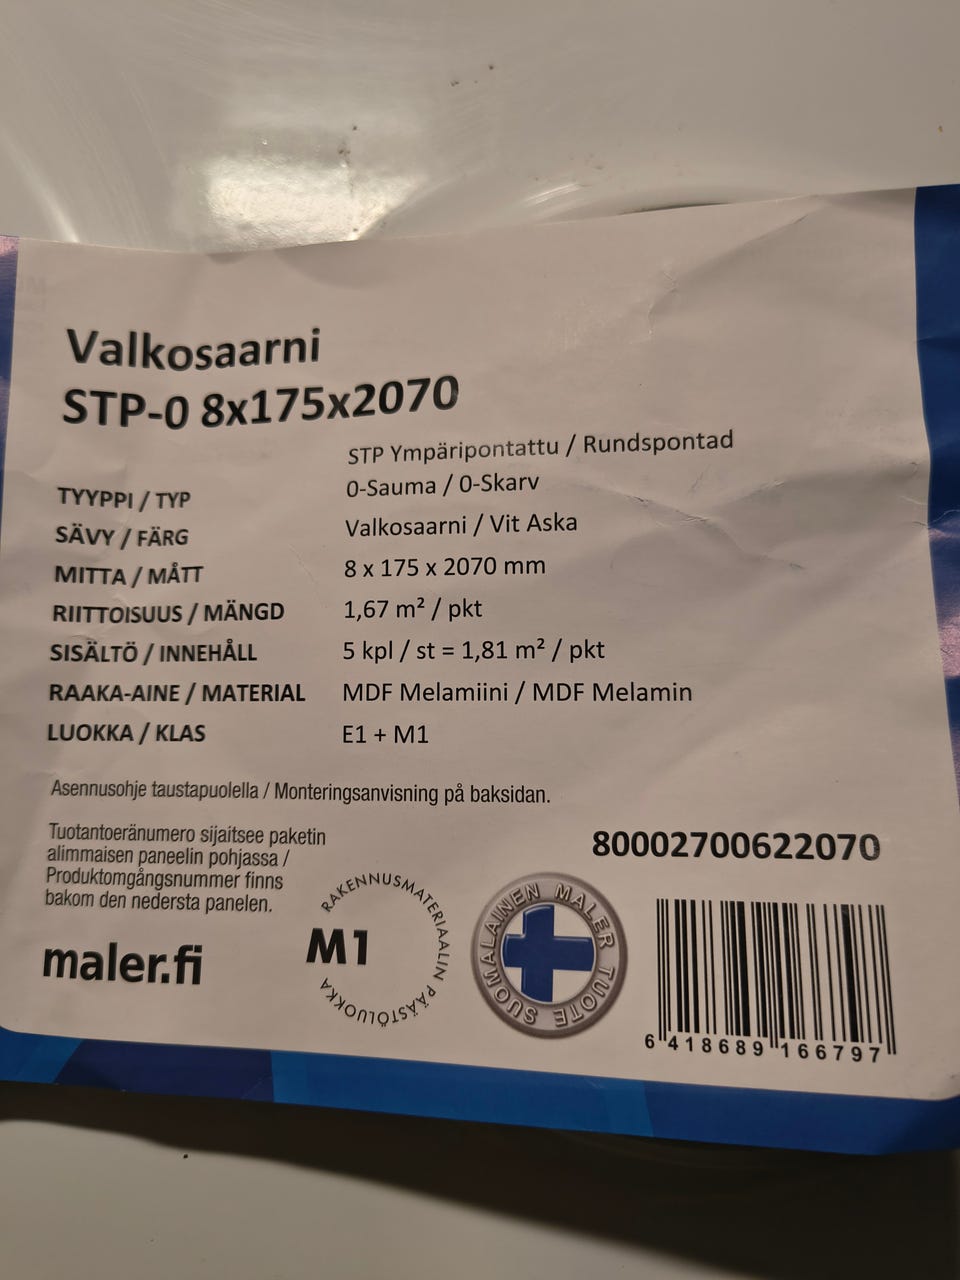 Valkosaarni
STP-0 8x175x2070
STP Ympäripontattu / Rundspontad
TYYPPI / TYP 0-Sauma / 0-Skarv
SÄVY / FÄRG Valkosaarni / Vit Aska
MITTA / MÅTT 8 x 175 x 2070 mm
RIITTOISUUS / MÄNGD 1,67 m² / pkt
SISÄLTÖ / INNEHÅLL 5 kpl / st = 1,81 m² / pkt
RAAKA-AINE / MATERIAL MDF Melamiini / MDF Melamin
LUOKKA / KLAS E1 + M1
Asennusohje taustapuolella / Monteringsanvisning på baksidan.
Tuotantoeränumero sijaitsee paketin
alimmaisen paneelin pohjassa /
Produktomgångsnummer finns
bakom den nedersta panelen.
80002700622070
maler.fi
RAKENNUSMATERIAALIN PÄÄSTÖLUOKKA
M1
SUOMALAINEN MALER TUOTE
6 418689 166797